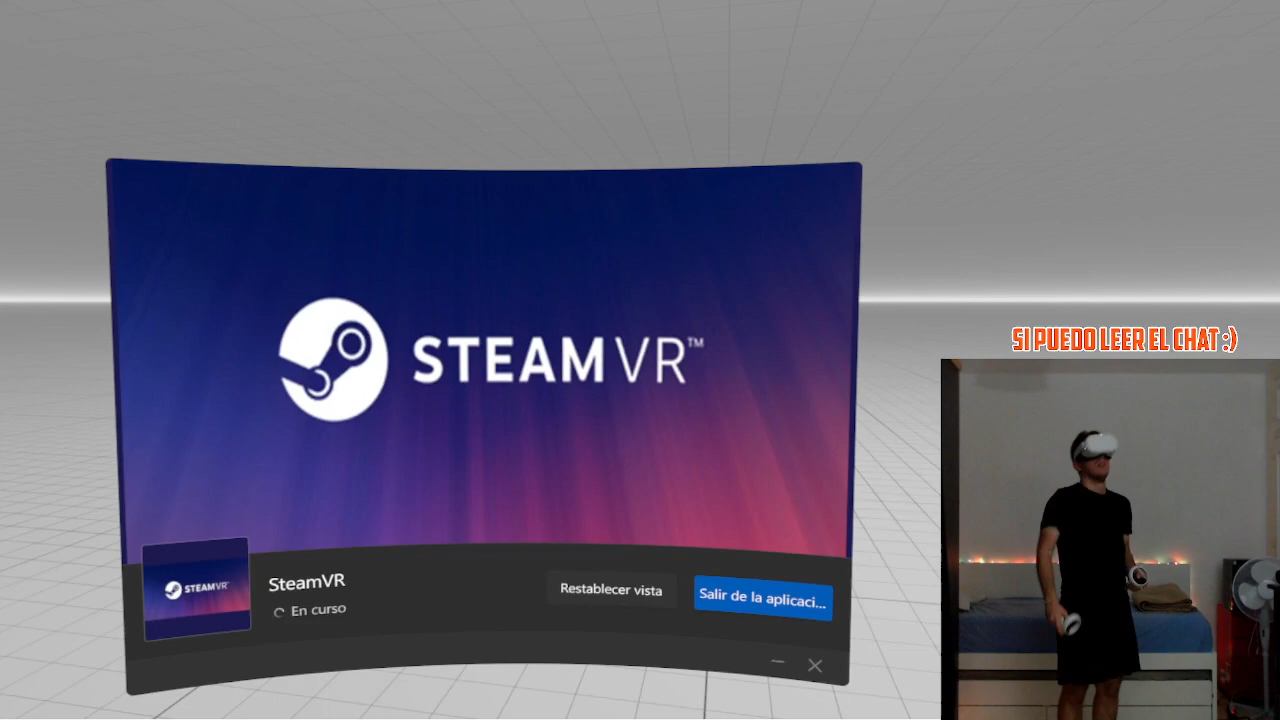 STEAMVR™
STEAMVR
SteamVR
En curso
Restablecer vista
Salir de la aplicaci...
SI PUEDO LEER EL CHAT :)